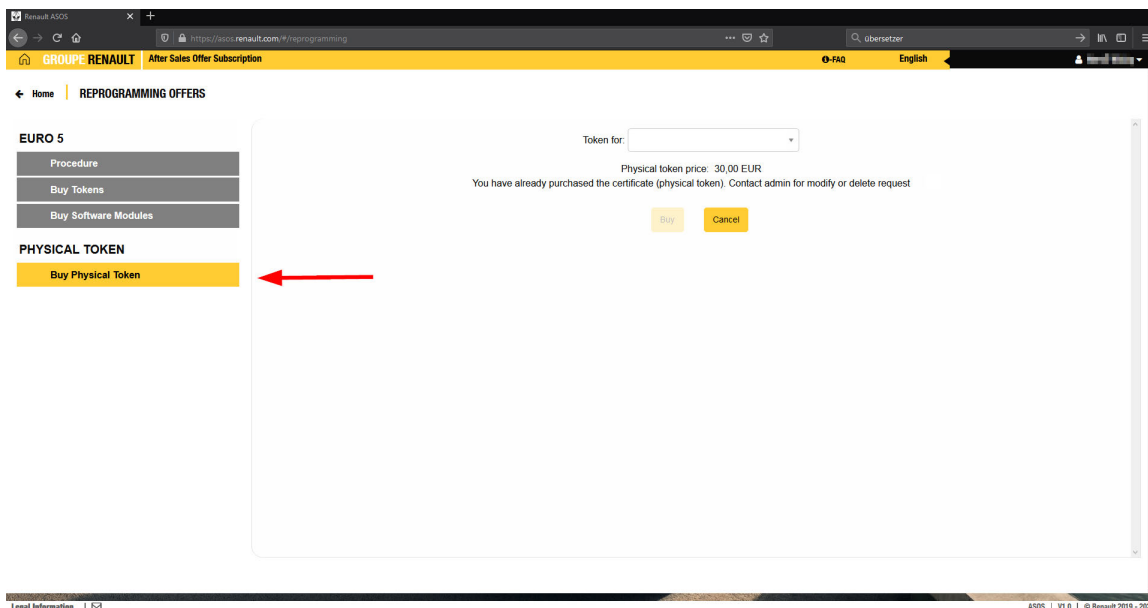 Renault ASOS
https://asos.renault.com/#/reprogramming
übersetzer
GROUPE RENAULT After Sales Offer Subscription
-FAQ
English
Home REPROGRAMMING OFFERS
EURO 5
Procedure
Buy Tokens
Buy Software Modules
PHYSICAL TOKEN
Buy Physical Token
Token for:
Physical token price: 30,00 EUR
You have already purchased the certificate (physical token). Contact admin for modify or delete request
Buy
Cancel
Legal Information |
ASOS | V1.0 | © Renault 2019 - 20